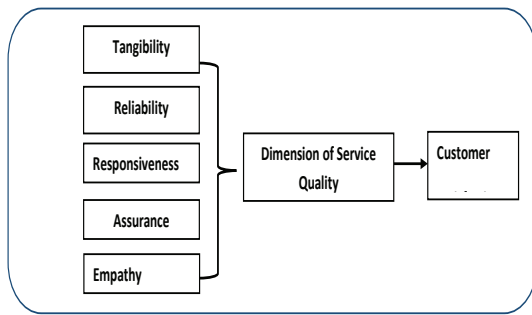 Tangibility
Reliability
Responsiveness
Dimension of Service
Quality
Customer
Assurance
Empathy